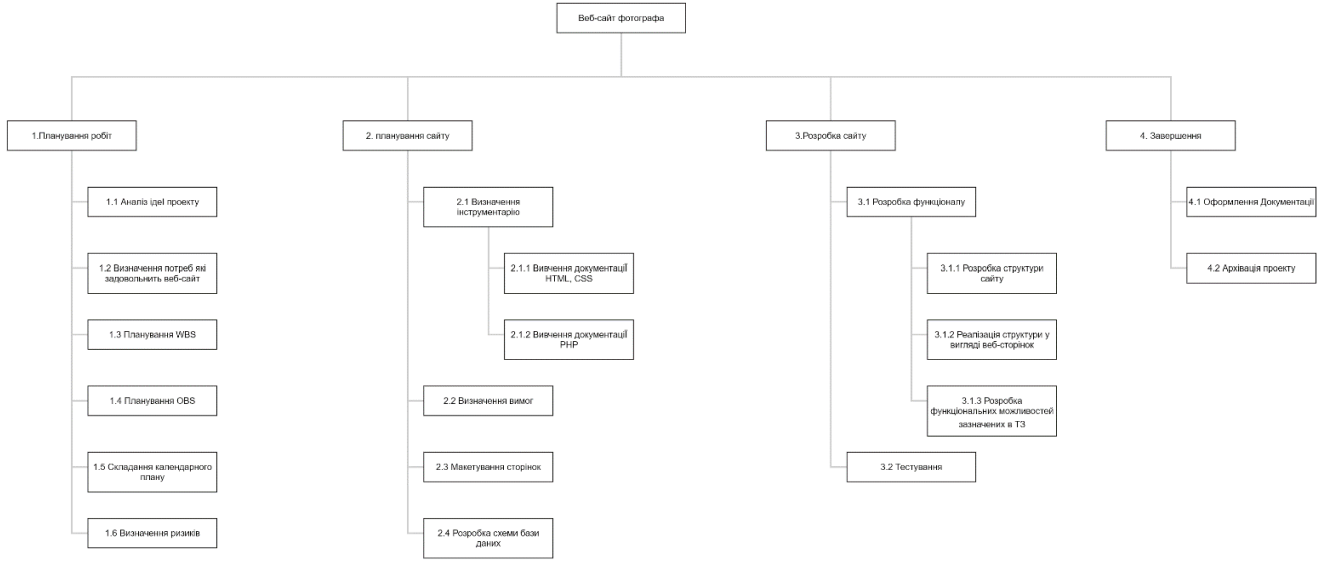 Веб-сайт фотографа
1.Планування робіт
2. планування сайту
3.Розробка сайту
4. Завершення
1.1 Аналіз ідеї проекту
1.2 Визначення потреб які
задовольнить веб-сайт
1.3 Планування WBS
1.4 Планування OBS
1.5 Складання календарного
плану
1.6 Визначення ризиків
2.1 Визначення
інструментарію
2.1.1 Вивчення документації
HTML, CSS
2.1.2 Вивчення документації
PHP
2.2 Визначення вимог
2.3 Макетування сторінок
2.4 Розробка схеми бази
даних
3.1 Розробка функціоналу
3.1.1 Розробка структури
сайту
3.1.2 Реалізація структури у
вигляді веб-сторінок
3.1.3 Розробка
функціональних можливостей
зазначених в ТЗ
3.2 Тестування
4.1 Оформлення Документації
4.2 Архівація проекту